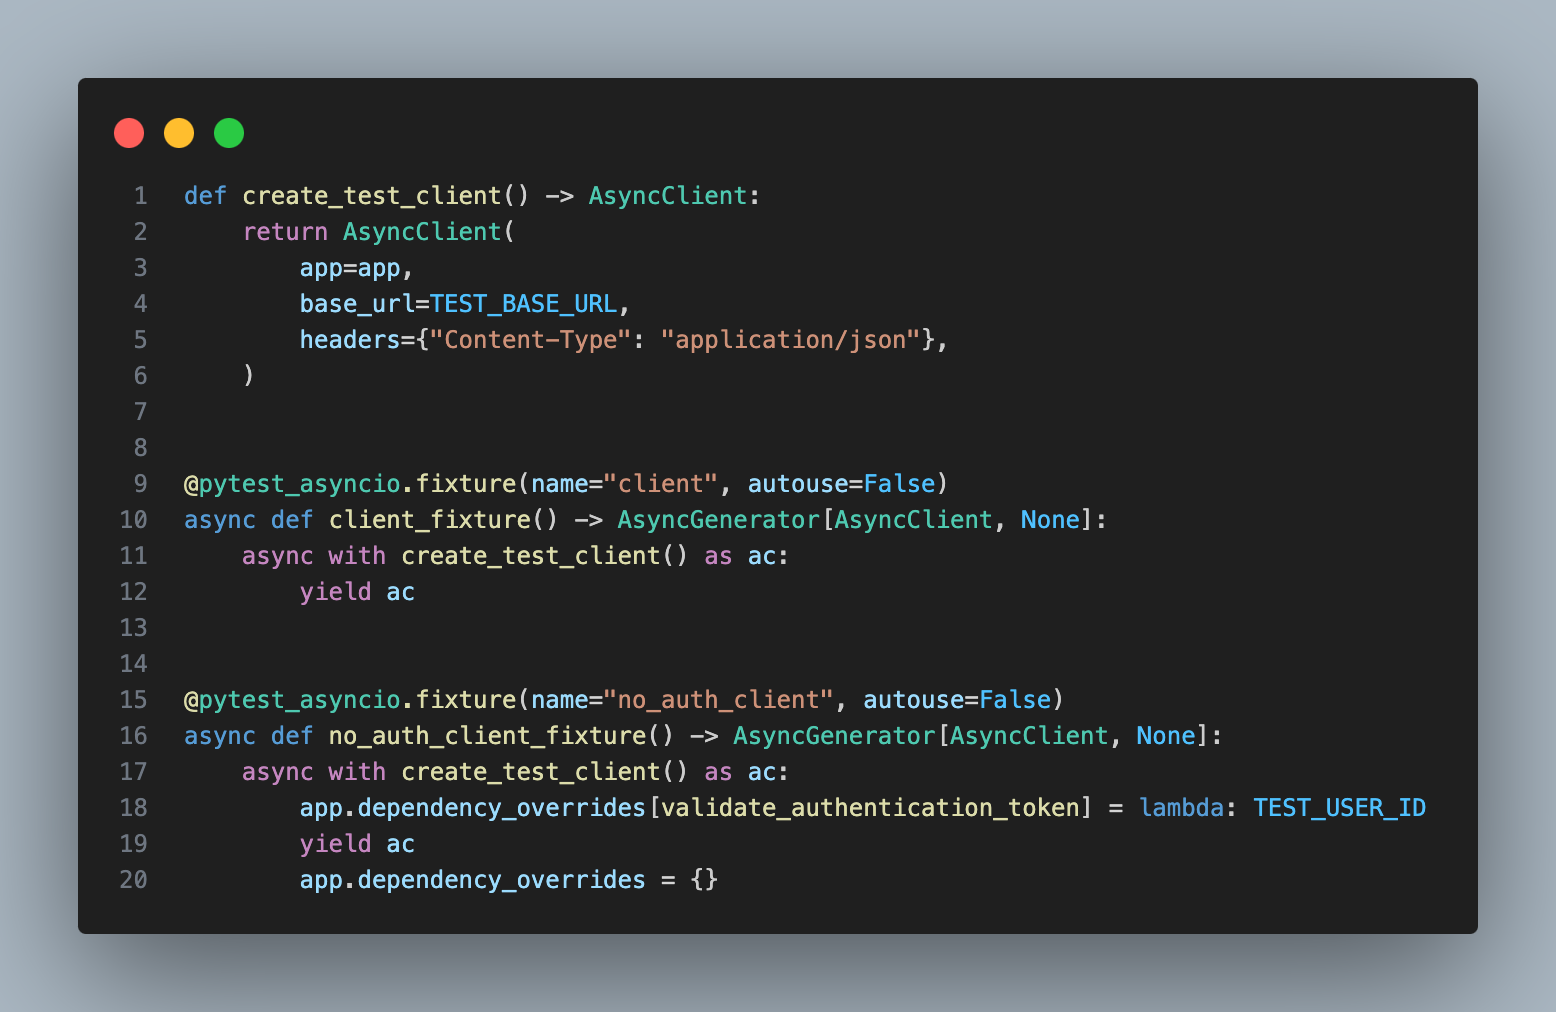 1 def create_test_client() -> AsyncClient:
2     return AsyncClient(
3         app=app,
4         base_url=TEST_BASE_URL,
5         headers={"Content-Type": "application/json"},
6     )
7
8
9 @pytest_asyncio.fixture(name="client", autouse=False)
10 async def client_fixture() -> AsyncGenerator[AsyncClient, None]:
11     async with create_test_client() as ac:
12         yield ac
13
14
15 @pytest_asyncio.fixture(name="no_auth_client", autouse=False)
16 async def no_auth_client_fixture() -> AsyncGenerator[AsyncClient, None]:
17     async with create_test_client() as ac:
18         app.dependency_overrides[validate_authentication_token] = lambda: TEST_USER_ID
19         yield ac
20         app.dependency_overrides = {}